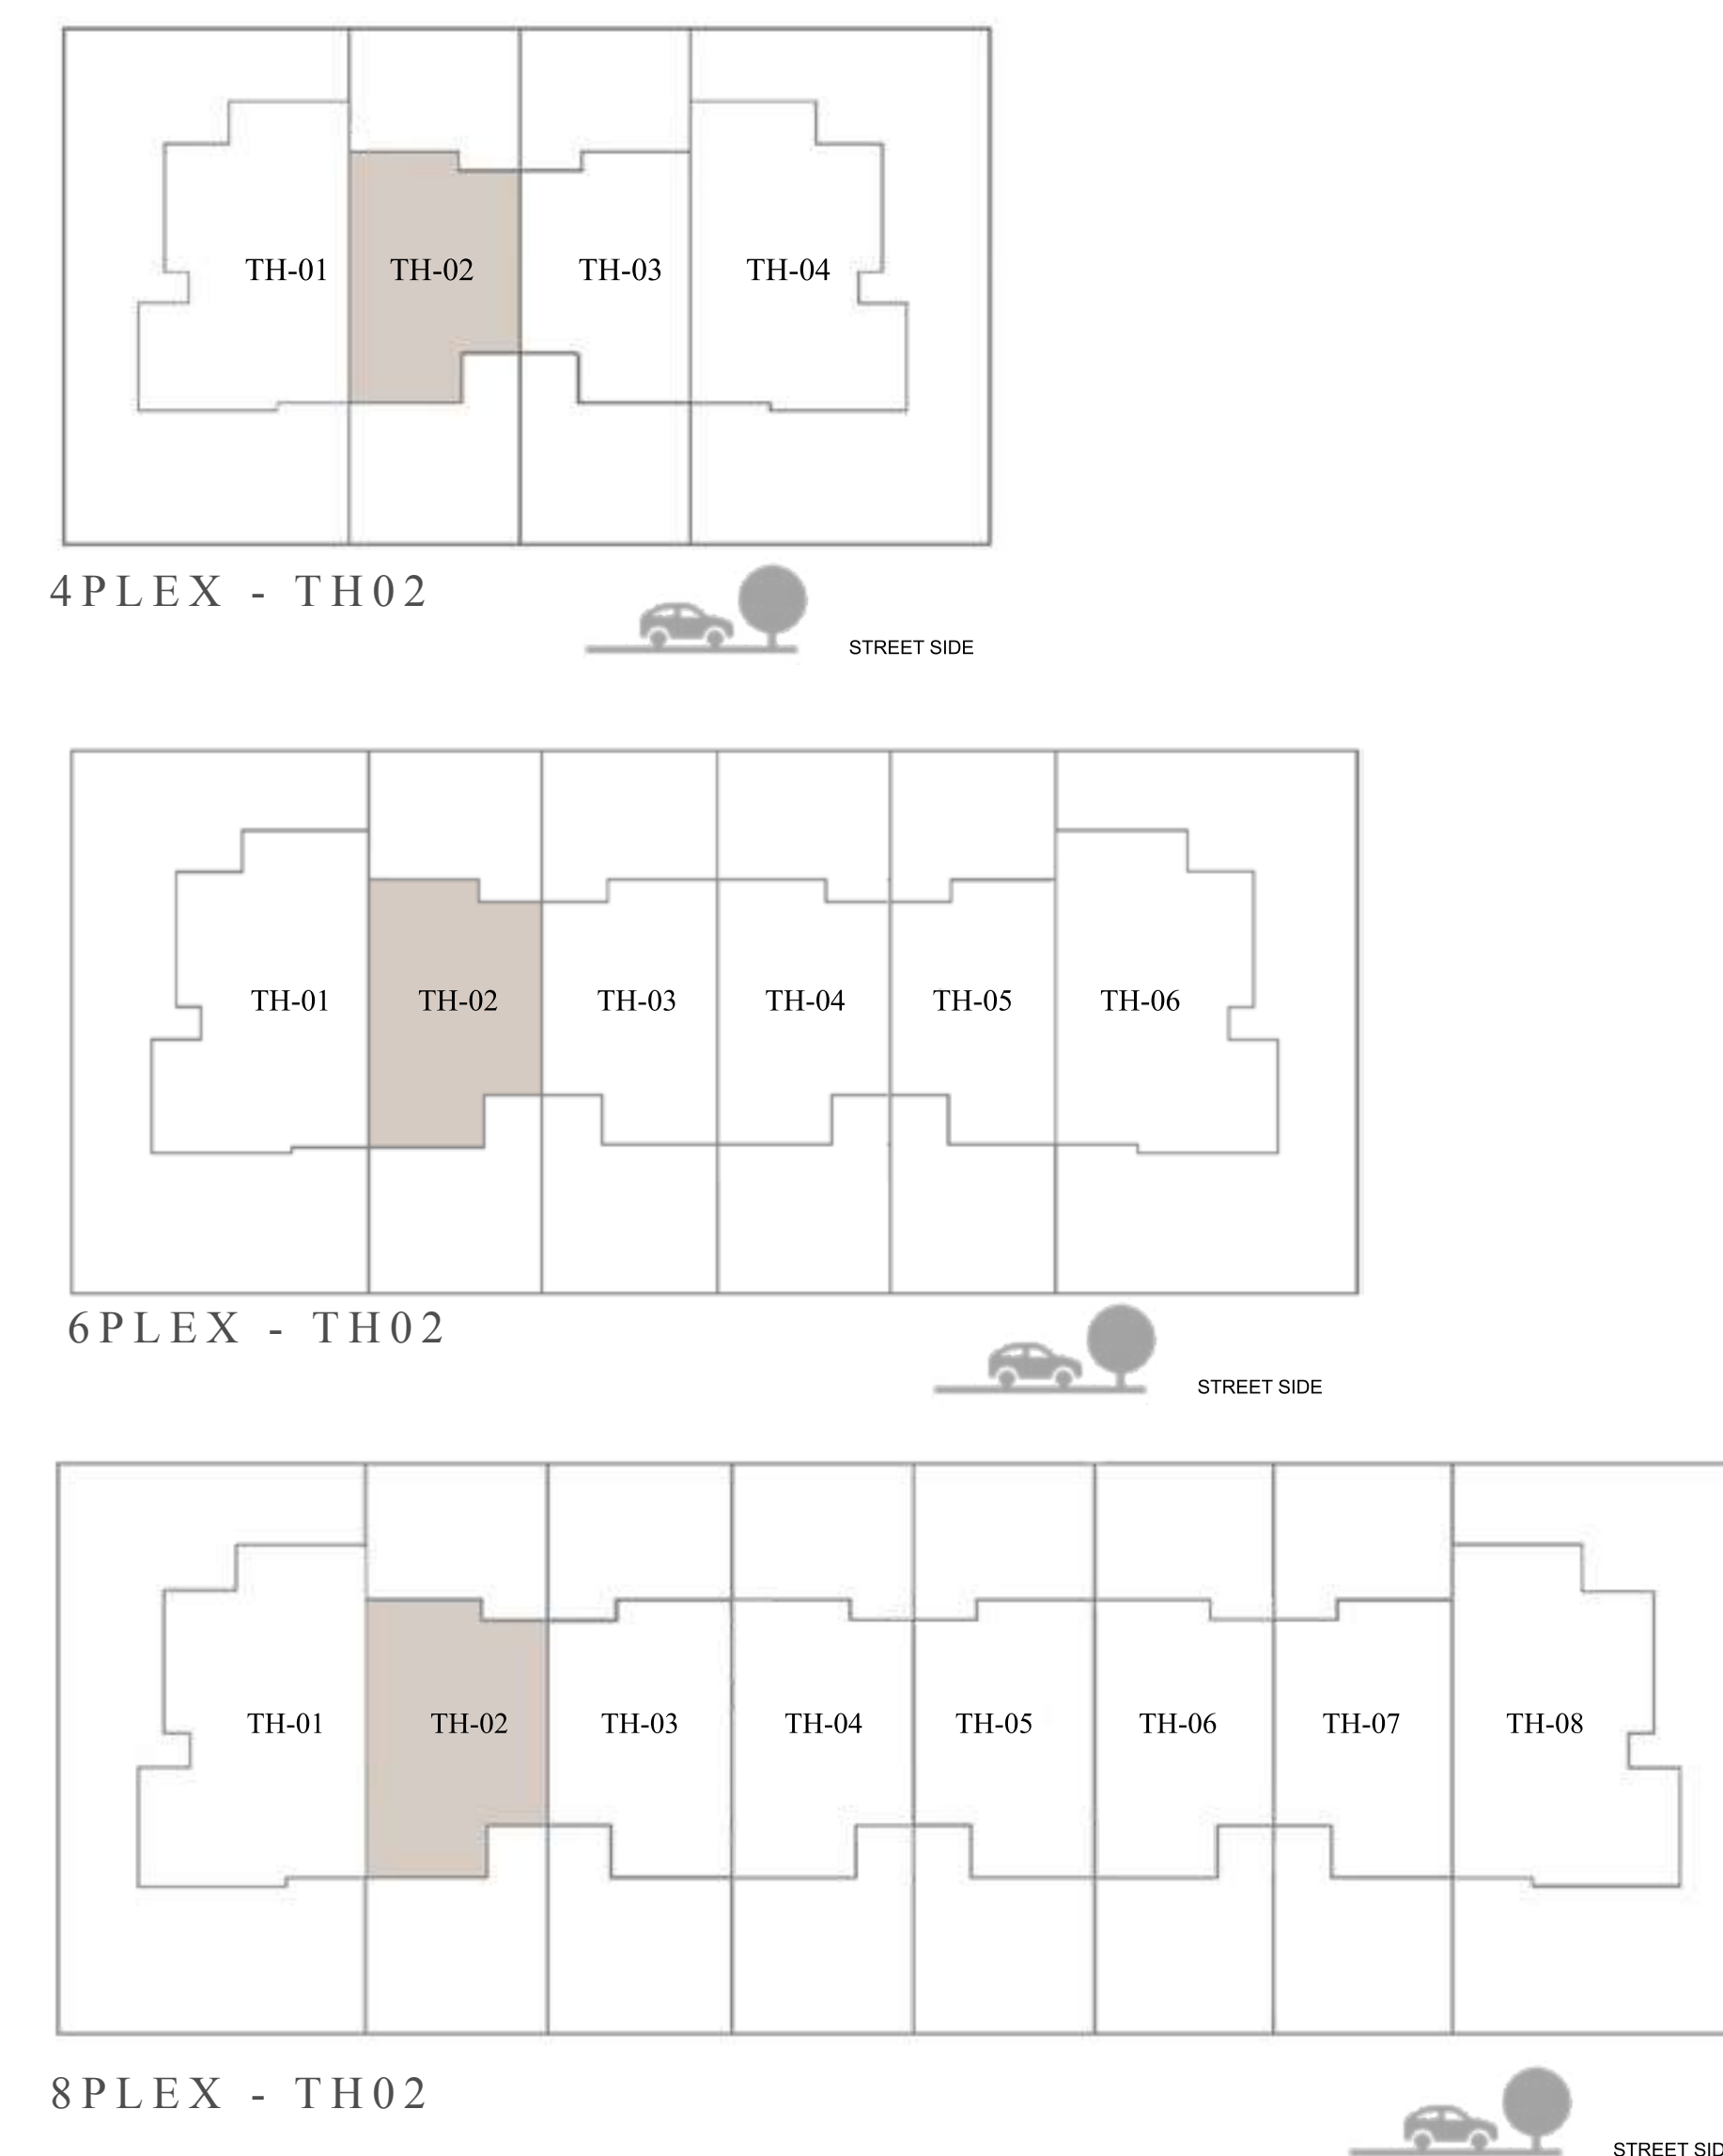 TH-01 TH-02 TH-03 TH-04
4PLEX - TH02
STREET SIDE
TH-01 TH-02 TH-03 TH-04 TH-05 TH-06
6PLEX - TH02
STREET SIDE
TH-01 TH-02 TH-03 TH-04 TH-05 TH-06 TH-07 TH-08
8PLEX - TH02
STREET SID